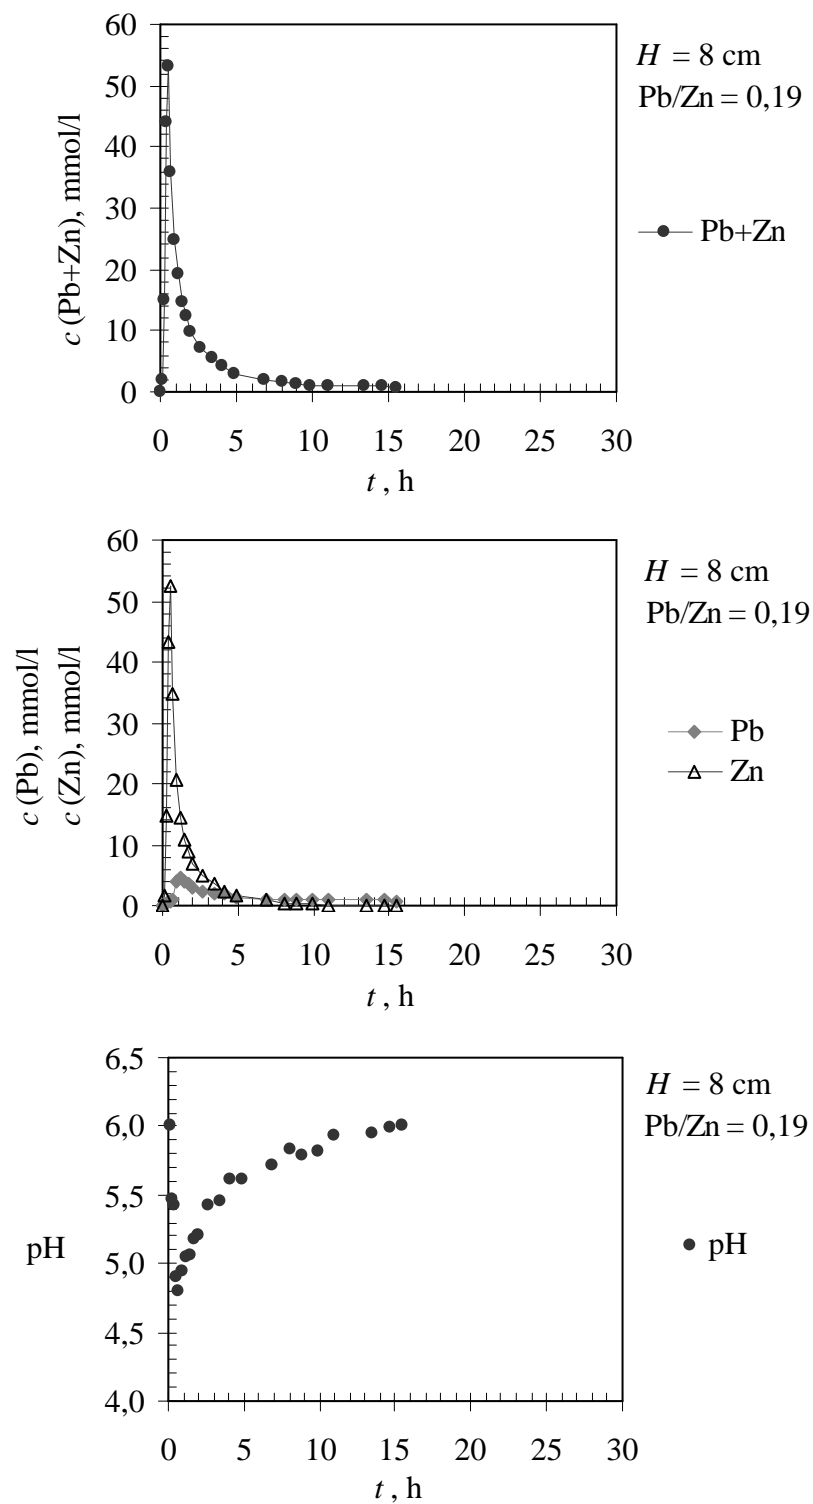 60
50
40
30
20
10
0
c (Pb+Zn), mmol/l
0 5 10 15 20 25 30
t , h
H = 8 cm
Pb/Zn = 0,19
Pb+Zn
60
50
40
30
20
10
0
c (Pb), mmol/l
c (Zn), mmol/l
0 5 10 15 20 25 30
t , h
H = 8 cm
Pb/Zn = 0,19
Pb
Zn
6,5
6,0
5,5
5,0
4,5
4,0
pH
0 5 10 15 20 25 30
t , h
H = 8 cm
Pb/Zn = 0,19
pH